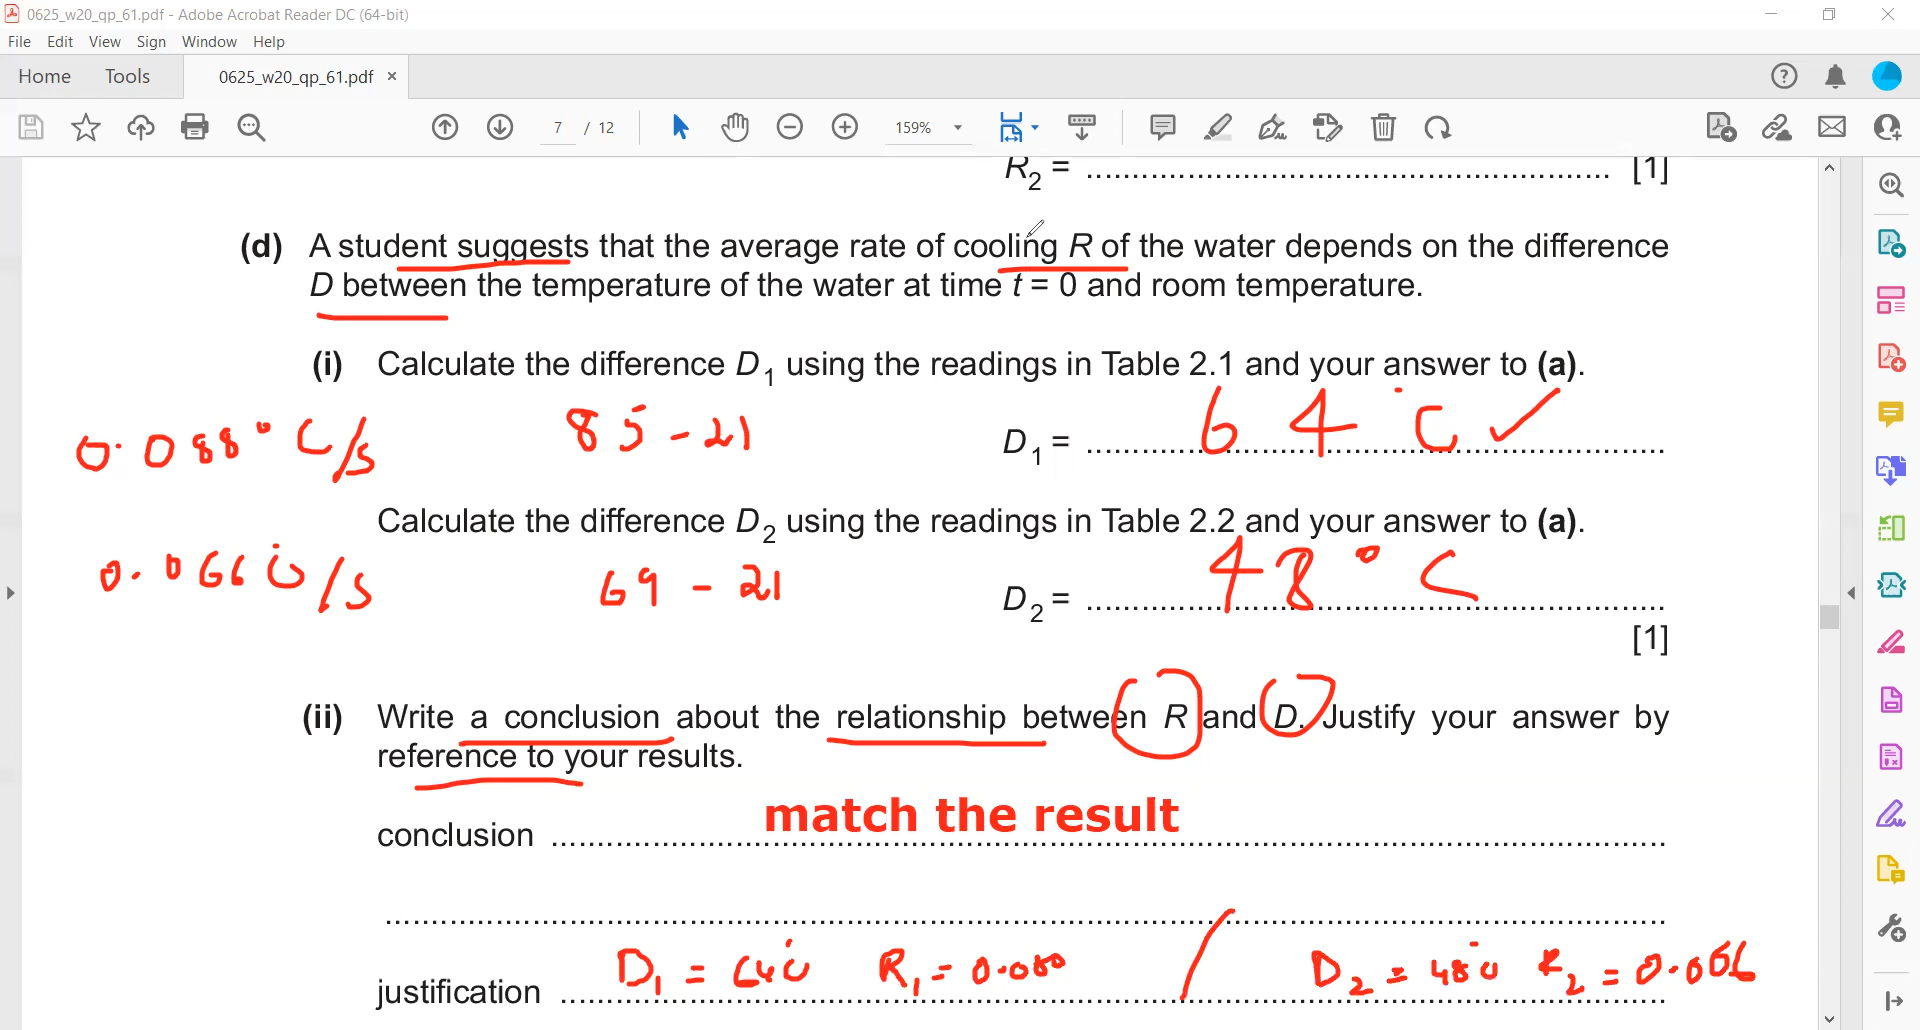 0625_w20_qp_61.pdf - Adobe Acrobat Reader DC (64-bit)
File Edit View Sign Window Help
Home Tools 0625_w20_qp_61.pdf ×
7 / 12 159%
R2 = .......... [1]
(d) A student suggests that the average rate of cooling R of the water depends on the difference
D between the temperature of the water at time t = 0 and room temperature.
(i) Calculate the difference D1 using the readings in Table 2.1 and your answer to (a).
0.088°C/s 85 - 21 D1 = 64°C ✓
Calculate the difference D2 using the readings in Table 2.2 and your answer to (a).
0.066°C/s 69 - 21 D2 = 48°C
[1]
(ii) Write a conclusion about the relationship between R and D. Justify your answer by
reference to your results.
match the result
conclusion ..........
D1 = 64°C R1 = / D2 = 48°C R2 = 0.066
justification ..........